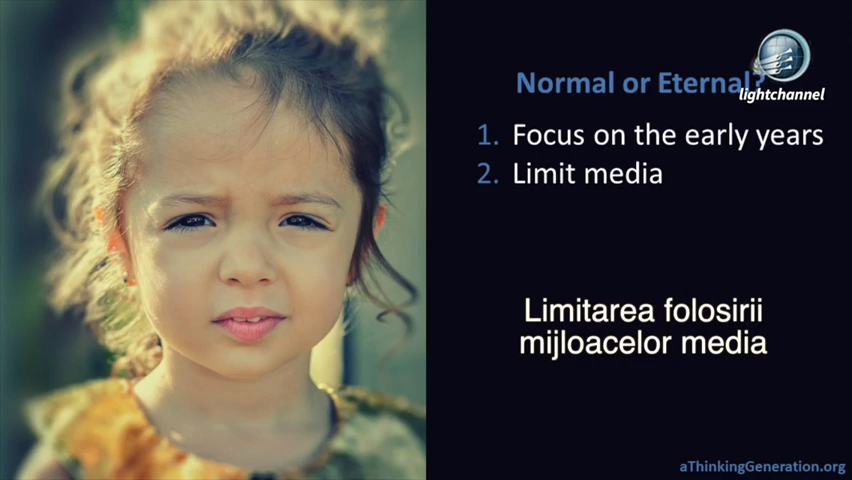 Normal or Eternal?
lightchannel
1. Focus on the early years
2. Limit media
Limitarea folosirii
mijloacelor media
aThinkingGeneration.org